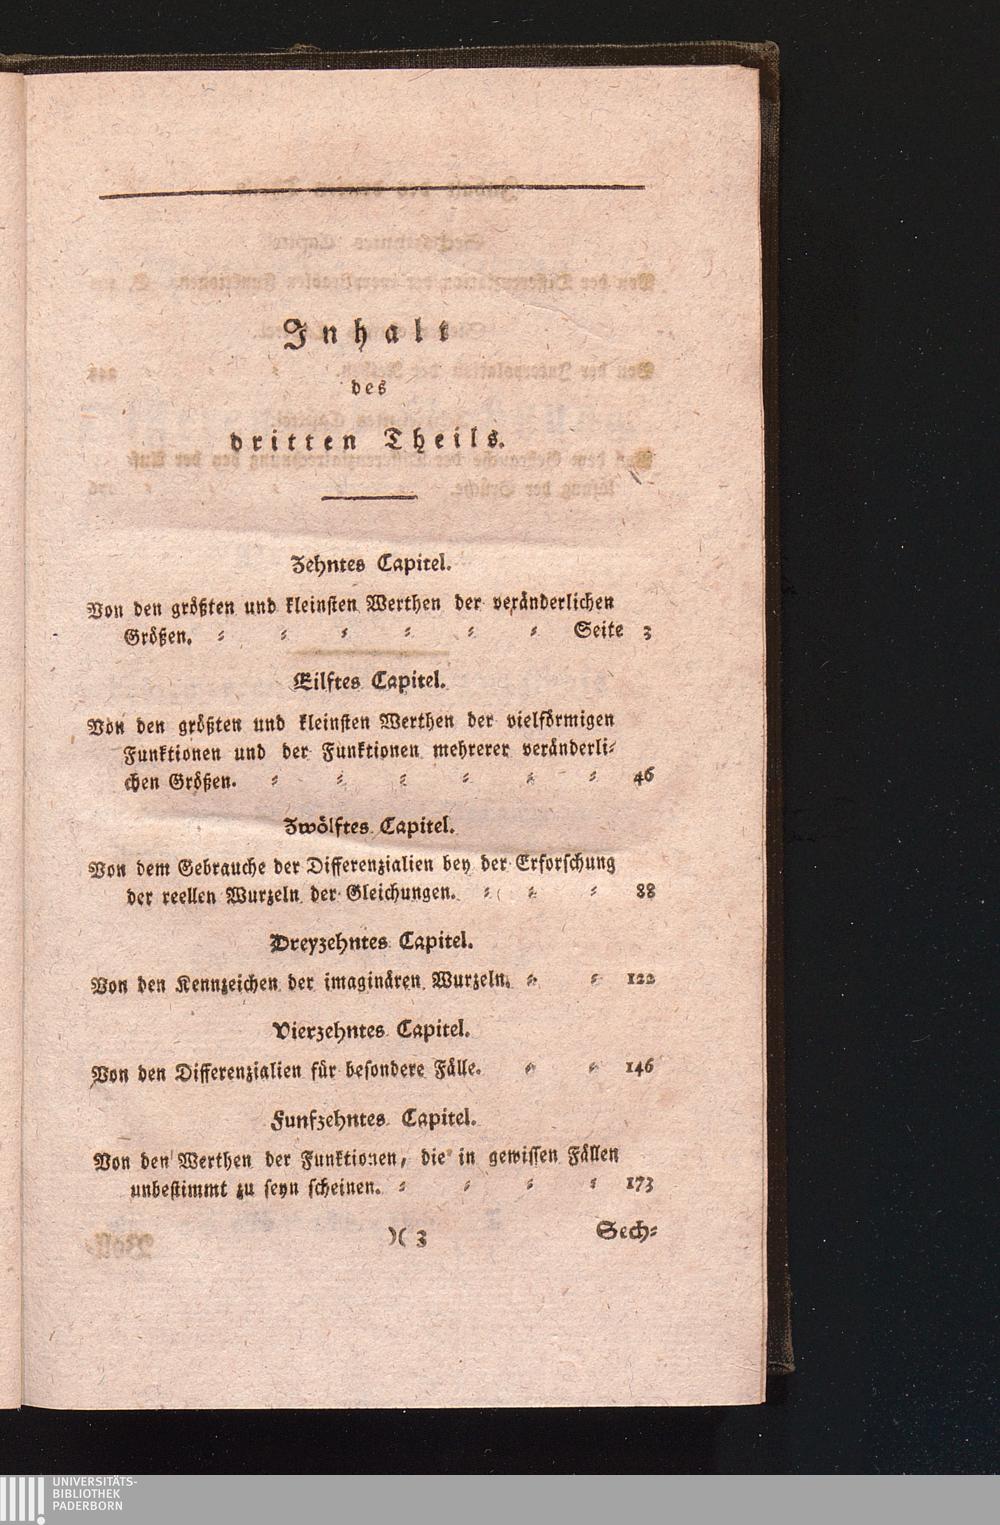 Inhalt
des
dritten Theils.
Zehntes Capitel.
Von den größten und kleinsten Werthen der veränderlichen
Größen. = = = = = = Seite 3
Eilftes Capitel.
Von den größten und kleinsten Werthen der vielförmigen
Funktionen und der Funktionen mehrerer veränderli=
chen Größen. = = = = = = 46
Zwölftes Capitel.
Von dem Gebrauche der Differenzialien bey der Erforschung
der reellen Wurzeln der Gleichungen. = = = 88
Dreyzehntes Capitel.
Von den Kennzeichen der imaginären Wurzeln. = = 122
Vierzehntes Capitel.
Von den Differenzialien für besondere Fälle. = = 146
Funfzehntes Capitel.
Von den Werthen der Funktionen, die in gewissen Fällen
unbestimmt zu seyn scheinen. = = = = 173
)( 3 Sech=
UNIVERSITÄTS-
BIBLIOTHEK
PADERBORN